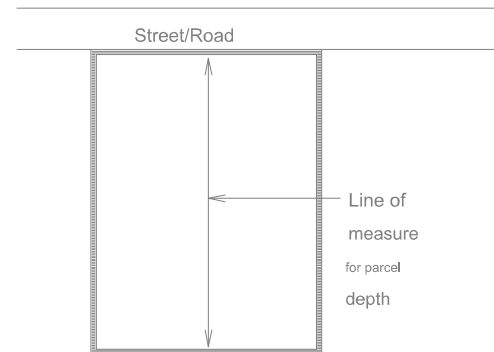 Street/Road
Line of
measure
for parcel
depth